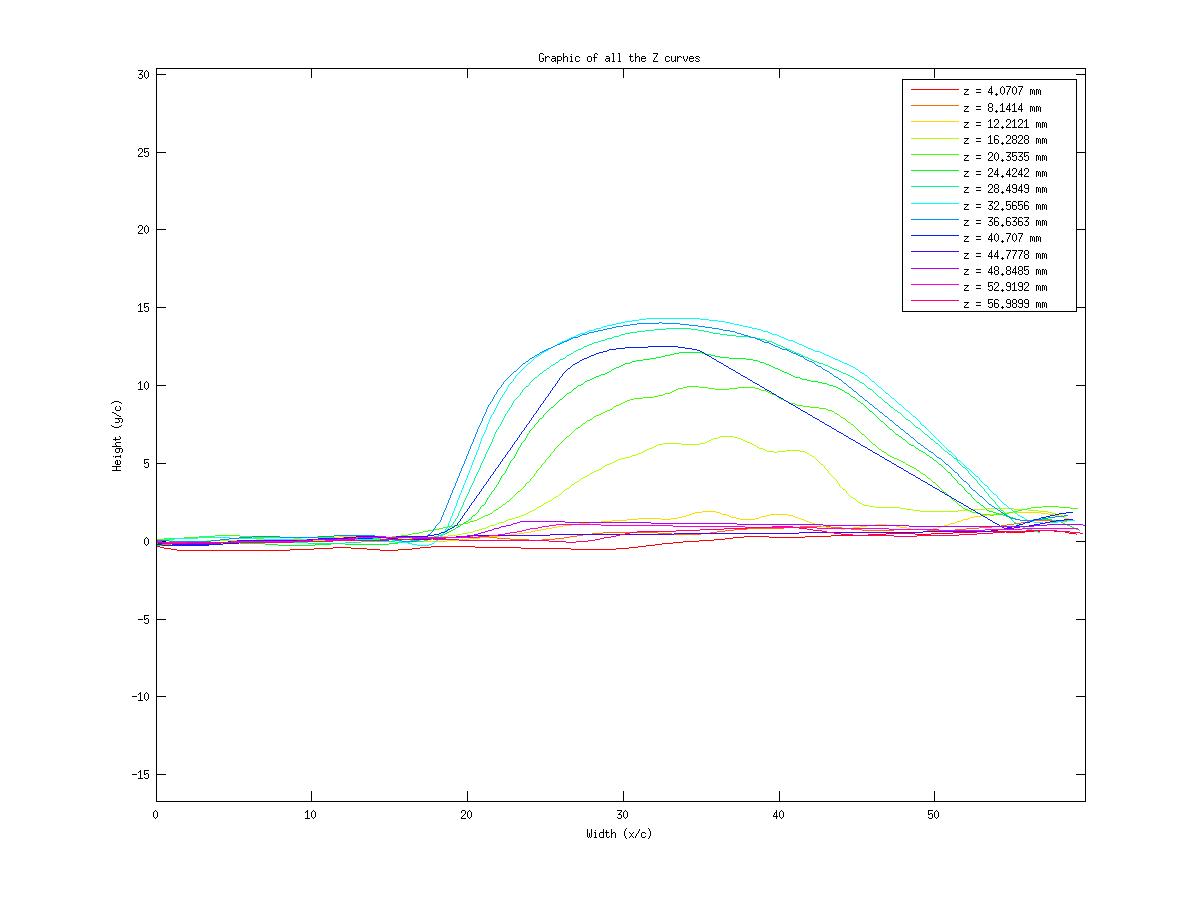 Graphic of all the Z curves
30
25
20
15
10
5
0
-5
-10
-15
Height (y/c)
z = 4.0707 mm
z = 8.1414 mm
z = 12.2121 mm
z = 16.2828 mm
z = 20.3535 mm
z = 24.4242 mm
z = 28.4949 mm
z = 32.5656 mm
z = 36.6363 mm
z = 40.707 mm
z = 44.7778 mm
z = 48.8485 mm
z = 52.9192 mm
z = 56.9899 mm
0 10 20 30 40 50
Width (x/c)